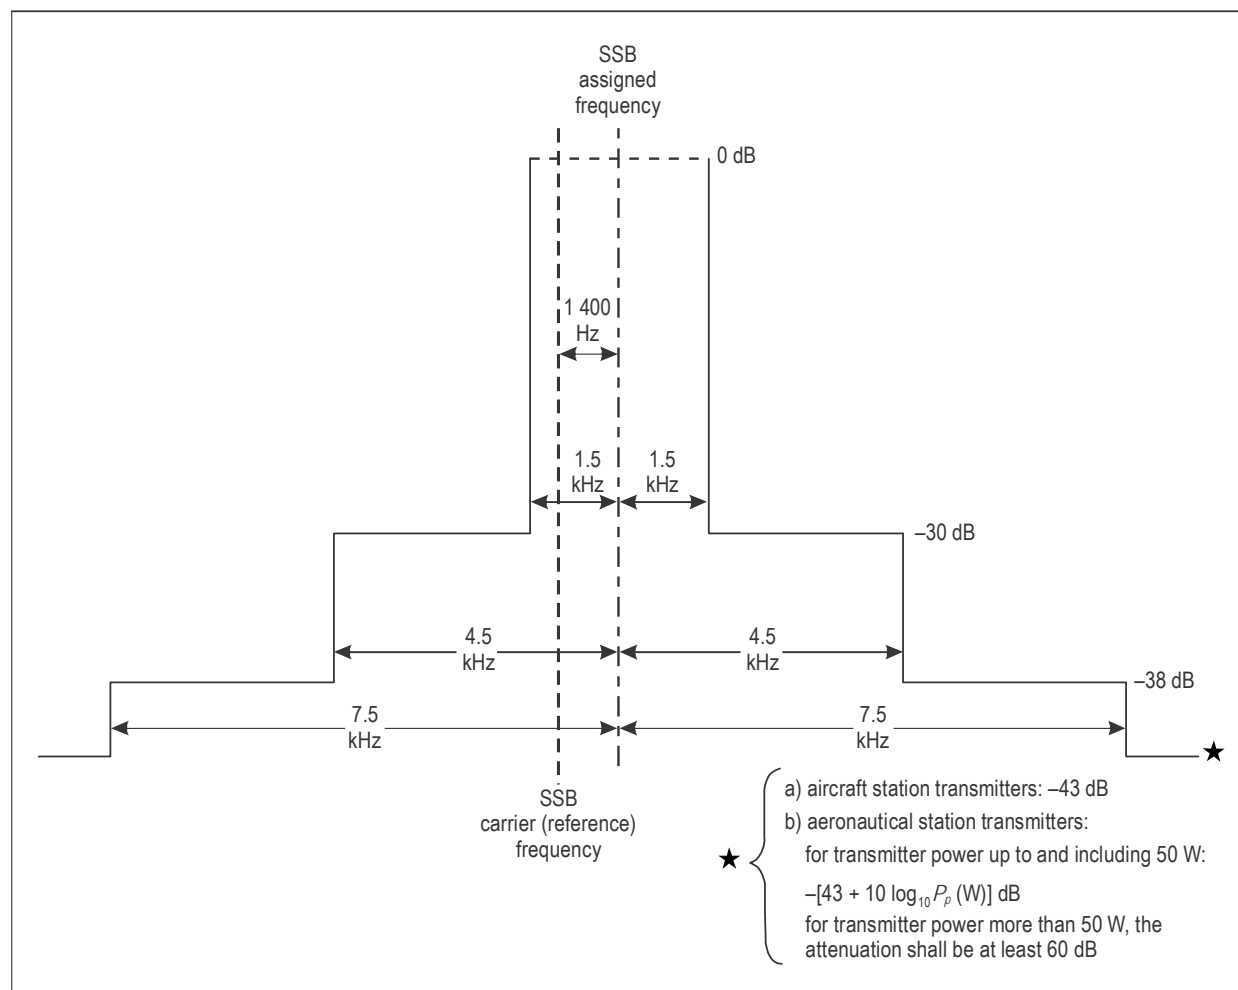 SSB
assigned
frequency
0 dB
1 400
Hz
1.5
kHz
1.5
kHz
–30 dB
4.5
kHz
4.5
kHz
–38 dB
7.5
kHz
7.5
kHz
★
SSB
carrier (reference)
frequency
★
a) aircraft station transmitters: –43 dB
b) aeronautical station transmitters:
for transmitter power up to and including 50 W:
–[43 + 10 log₁₀ Pₚ (W)] dB
for transmitter power more than 50 W, the
attenuation shall be at least 60 dB